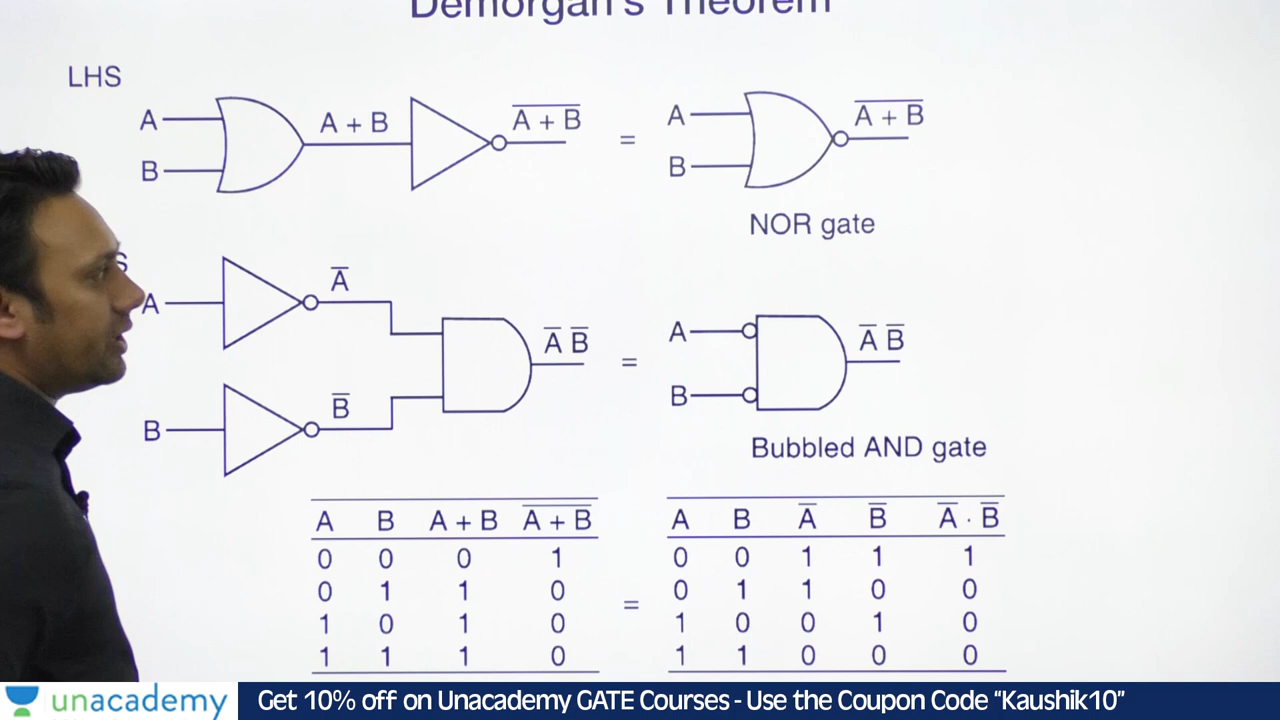 Demorgan's Theorem
LHS
A
B
A + B
A̅ ̅+̅ ̅B̅
=
A
B
A̅ ̅+̅ ̅B̅
NOR gate
S
A
A̅
B
B̅
A̅ B̅
=
A
B
A̅ B̅
Bubbled AND gate
A B A + B A̅ ̅+̅ ̅B̅
0 0 0 1
0 1 1 0
1 0 1 0
1 1 1 0
=
A B A̅ B̅ A̅ · B̅
0 0 1 1 1
0 1 1 0 0
1 0 0 1 0
1 1 0 0 0
unacademy
Get 10% off on Unacademy GATE Courses - Use the Coupon Code "Kaushik10"